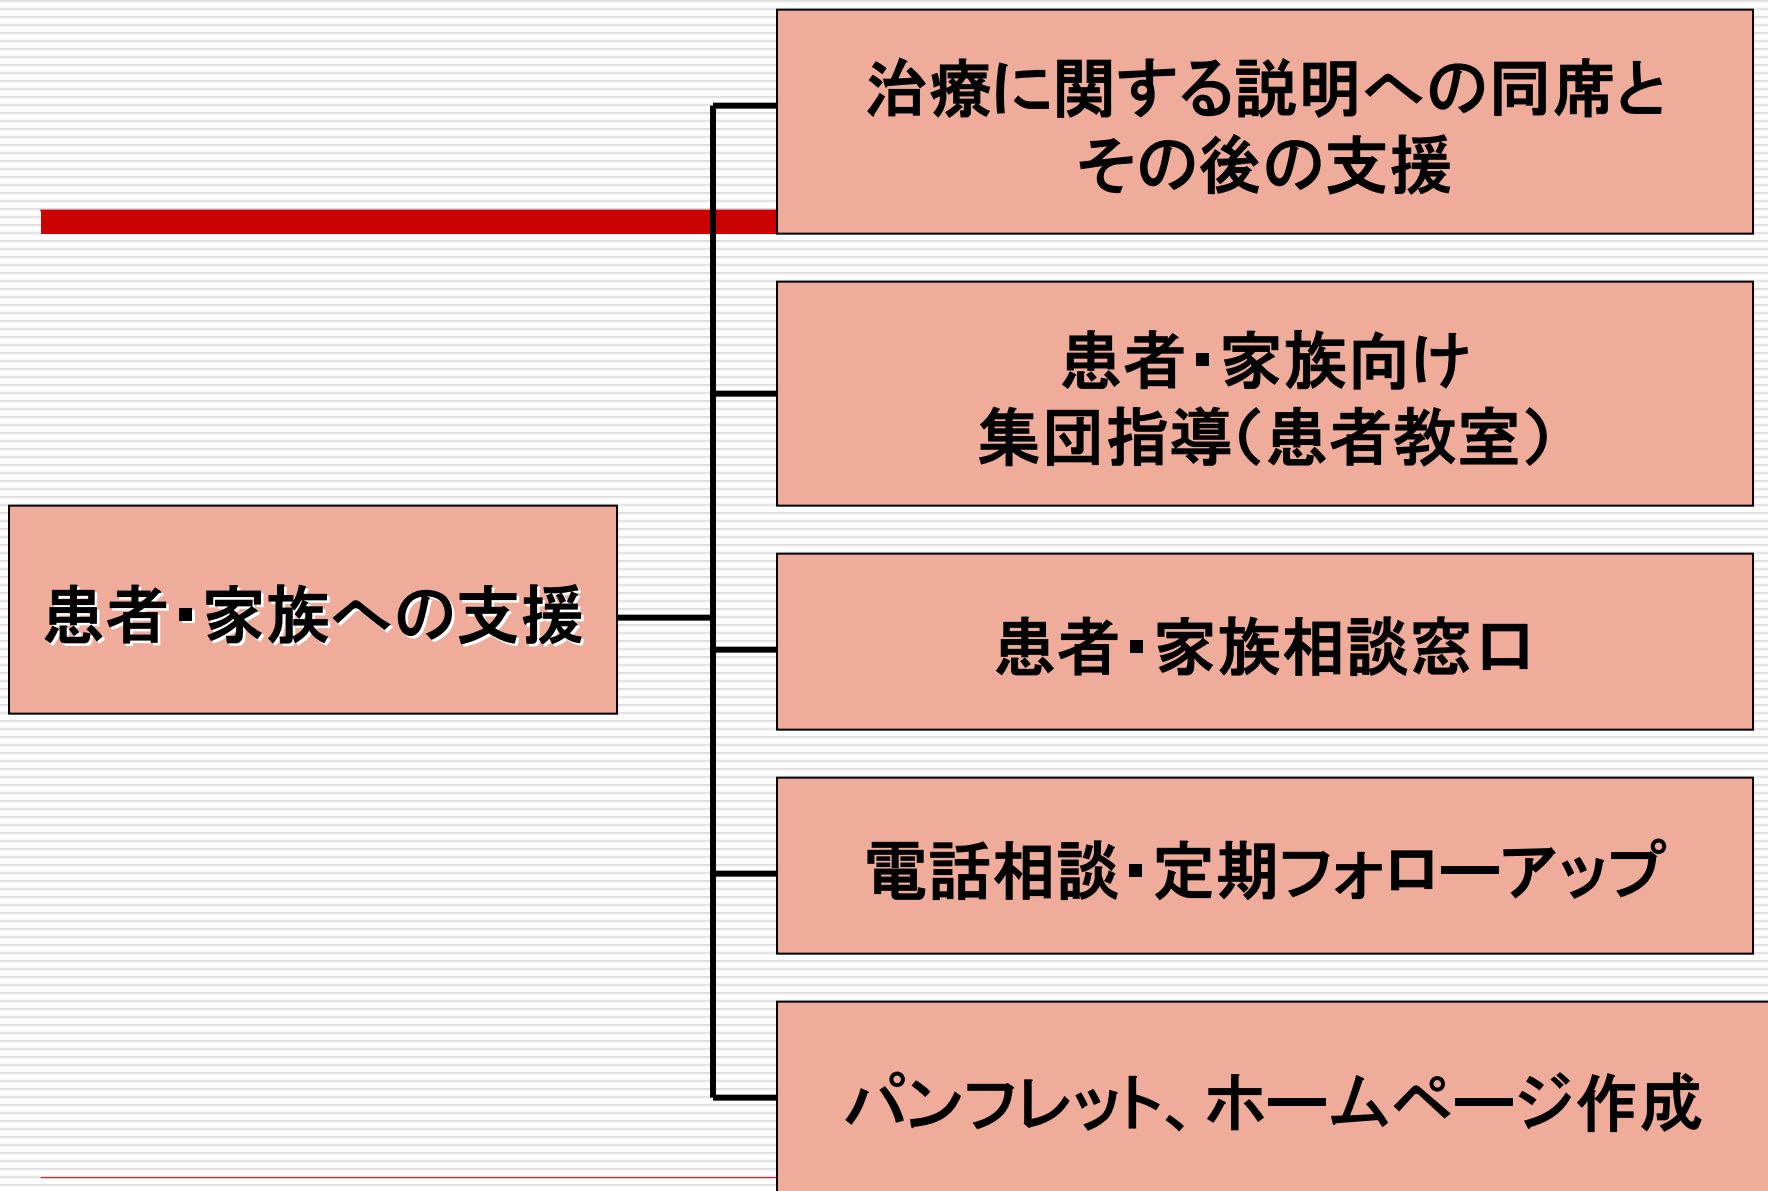 治療に関する説明への同席と
その後の支援
患者・家族向け
集団指導（患者教室）
患者・家族への支援
患者・家族相談窓口
電話相談・定期フォローアップ
パンフレット、ホームページ作成